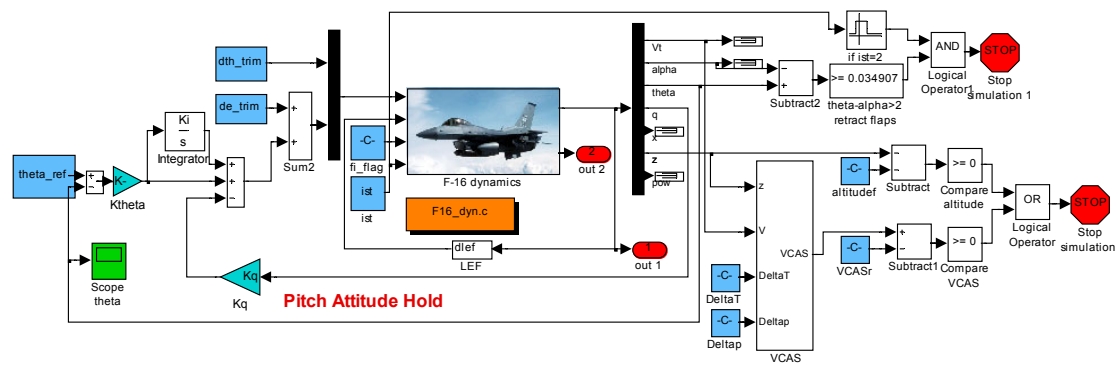 dth_trim
de_trim
+
+
Sum2
Ki
s
Integrator
theta_ref
+
−
K-
Ktheta
+
+
−
Scope
theta
Kq
Kq
Pitch Attitude Hold
-C-
fi_flag
ist
ist
F-16 dynamics
F16_dyn.c
dlef
LEF
2
out 2
1
out 1
Vt
alpha
theta
q
x
z
pow
−
+
Subtract2
>= 0.034907
theta-alpha>2
retract flaps
if ist=2
AND
Logical
Operator1
STOP
Stop
simulation 1
-C-
altitudef
−
−
Subtract
>= 0
Compare
altitude
-C-
VCASr
+
−
Subtract1
>= 0
Compare
VCAS
OR
Logical
Operator
STOP
Stop
simulation
z
V
DeltaT
Deltap
VCAS
VCAS
-C-
DeltaT
-C-
Deltap